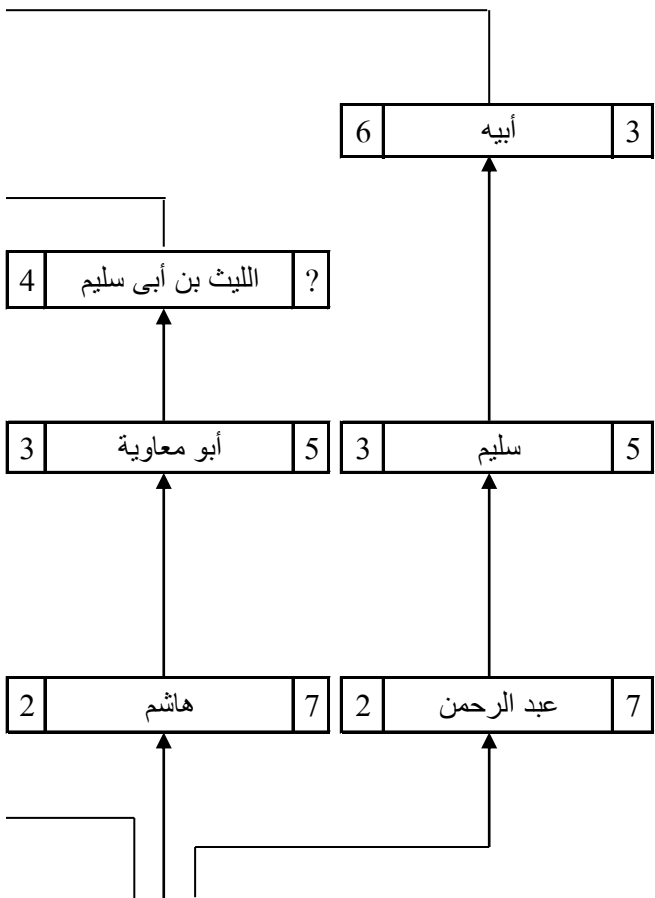 6 أبيه 3
4 الليث بن أبى سليم ?
3 أبو معاوية 5
3 سليم 5
2 هاشم 7
2 عبد الرحمن 7